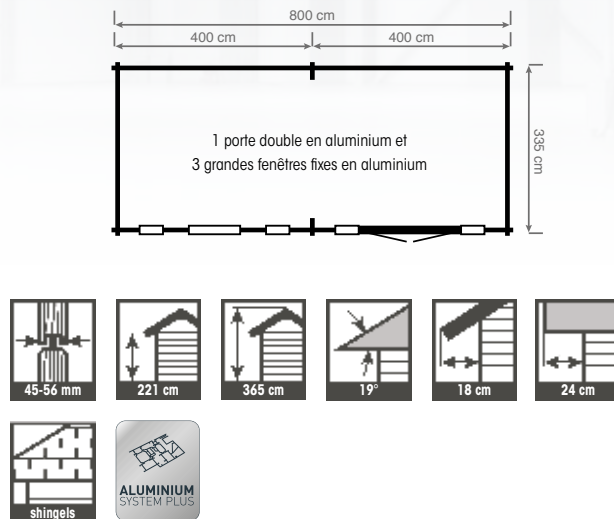 800 cm
400 cm
400 cm
1 porte double en aluminium et
3 grandes fenêtres fixes en aluminium
335 cm
45-56 mm
221 cm
365 cm
19°
18 cm
24 cm
shingels
ALUMINIUM
SYSTEM PLUS